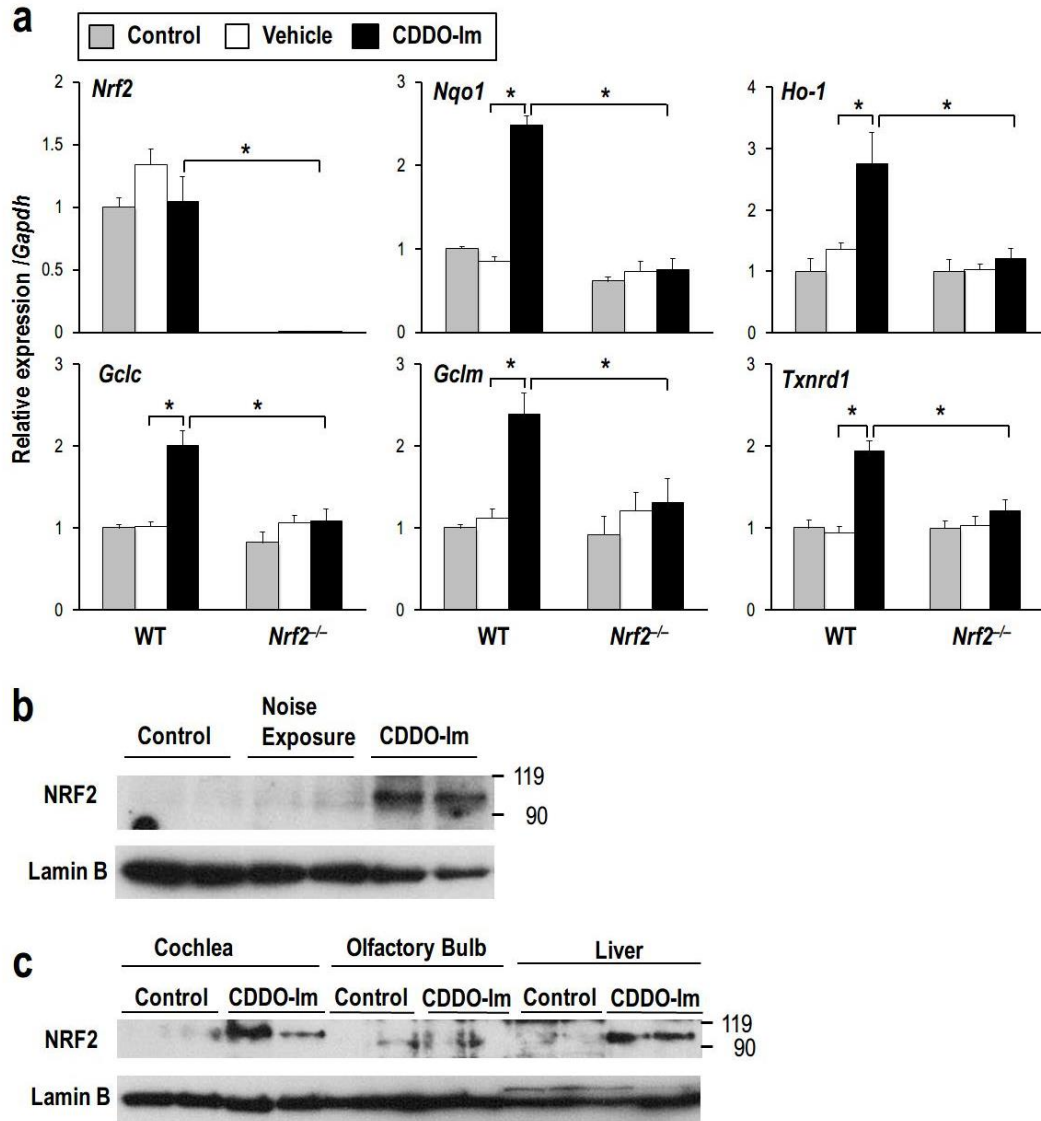 a
Control Vehicle CDDO-Im
Relative expression /Gapdh
Nrf2
2
1.5
1
0.5
0
*
Nqo1
3
2
1
0
* *
Ho-1
4
3
2
1
0
* *
Gclc
3
2
1
0
* *
WT Nrf2–/–
Gclm
3
2
1
0
* *
WT Nrf2–/–
Txnrd1
3
2
1
0
* *
WT Nrf2–/–
b
Control Noise Exposure CDDO-Im
NRF2
119
90
Lamin B
c
Cochlea Olfactory Bulb Liver
Control CDDO-Im Control CDDO-Im Control CDDO-Im
NRF2
119
90
Lamin B